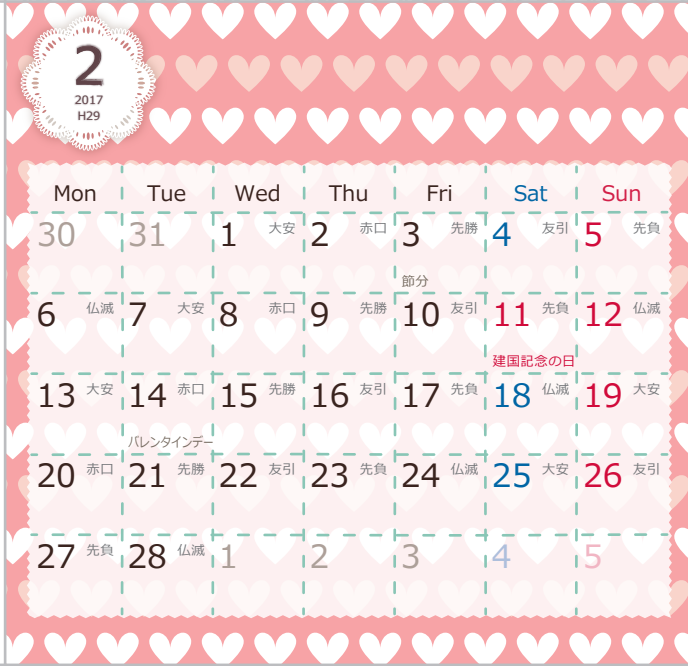 2
2017
H29
Mon Tue Wed Thu Fri Sat Sun
30 31 1 大安 2 赤口 3 先勝 4 友引 5 先負
節分
6 仏滅 7 大安 8 赤口 9 先勝 10 友引 11 先負 12 仏滅
建国記念の日
13 大安 14 赤口 15 先勝 16 友引 17 先負 18 仏滅 19 大安
バレンタインデー
20 赤口 21 先勝 22 友引 23 先負 24 仏滅 25 大安 26 友引
27 先負 28 仏滅 1 2 3 4 5